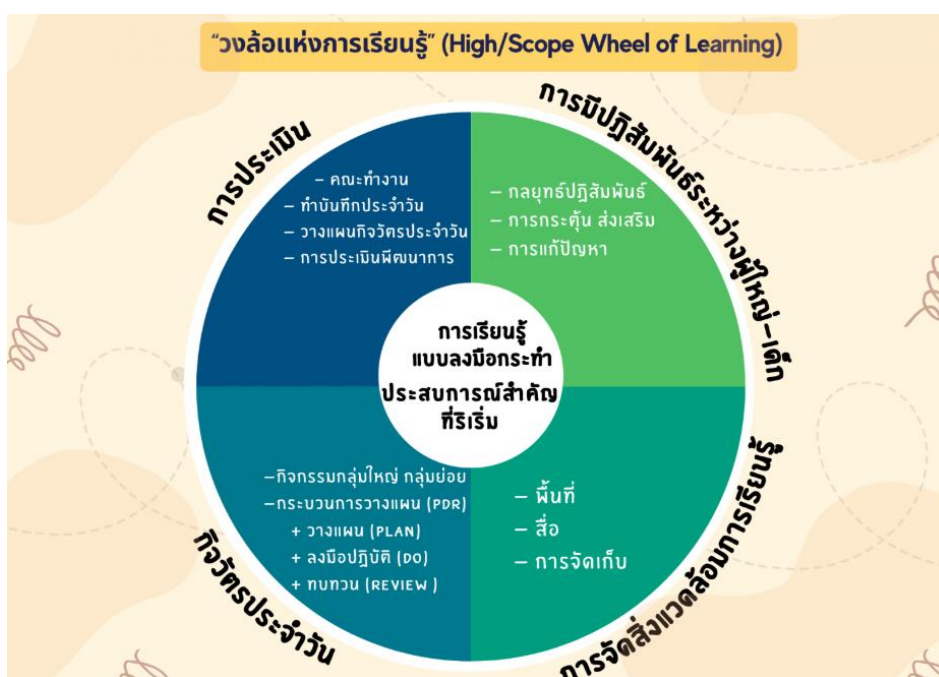 “วงล้อแห่งการเรียนรู้” (High/Scope Wheel of Learning)
การประเมิน
– คณะทำงาน
– ทำบันทึกประจำวัน
– วางแผนกิจวัตรประจำวัน
– การประเมินพีฒนาการ
การมีปฏิสัมพันธ์ระหว่างผู้ใหญ่-เด็ก
– กลยุทธ์ปฏิสัมพันธ์
– การกระตุ้น ส่งเสริม
– การแก้ปัญหา
การเรียนรู้
แบบลงมือกระทำ
ประสบการณ์สำคัญ
ที่ริเริ่ม
กิจวัตรประจำวัน
–กิจกรรมกลุ่มใหญ่ กลุ่มย่อย
–กระบวนการวางแผน (PDR)
+ วางแผน (PLAN)
+ ลงมือปฏิบัติ (DO)
+ ทบทวน (REVIEW )
การจัดสิ่งแวดล้อมการเรียนรู้
– พื้นที่
– สื่อ
– การจัดเก็บ